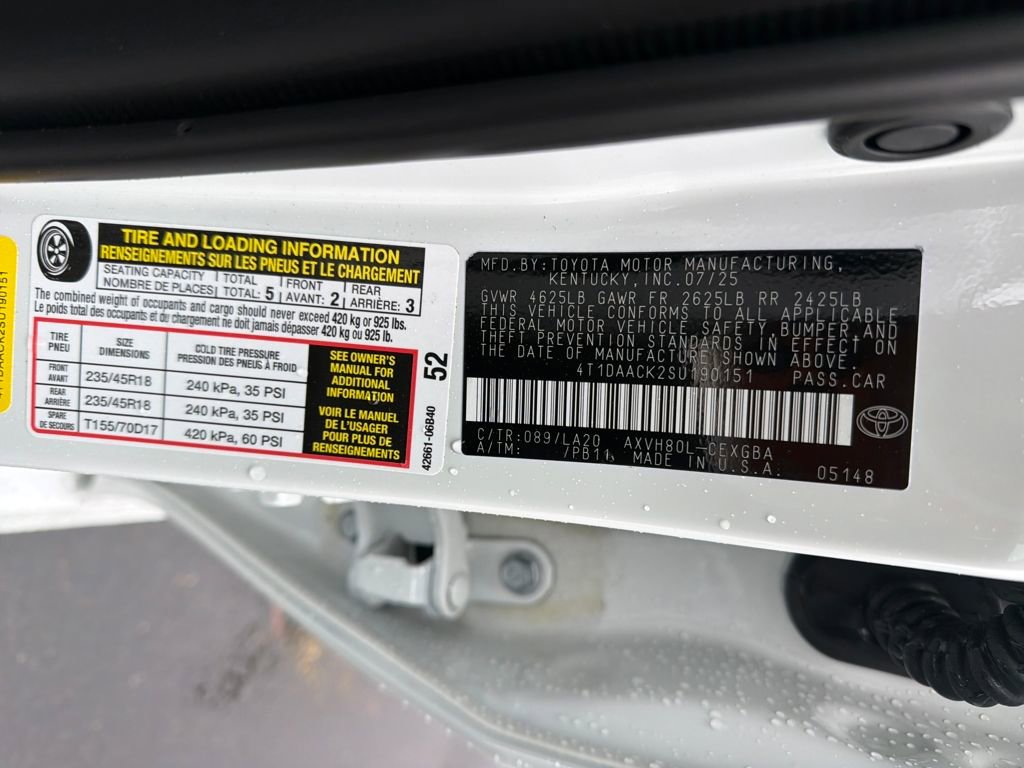 4T1DAACK2SU190151
TIRE AND LOADING INFORMATION
RENSEIGNEMENTS SUR LES PNEUS ET LE CHARGEMENT
SEATING CAPACITY TOTAL FRONT REAR
NOMBRE DE PLACES TOTAL: 5 AVANT: 2 ARRIÈRE: 3
The combined weight of occupants and cargo should never exceed 420 kg or 925 lbs.
Le poids total des occupants et du chargement ne doit jamais dépasser 420 kg ou 925 lb.
TIRE PNEU SIZE DIMENSIONS COLD TIRE PRESSURE PRESSION DES PNEUS À FROID
FRONT AVANT 235/45R18 240 kPa, 35 PSI
REAR ARRIÈRE 235/45R18 240 kPa, 35 PSI
SPARE DE SECOURS T155/70D17 420 kPa, 60 PSI
SEE OWNER'S
MANUAL FOR
ADDITIONAL
INFORMATION
VOIR LE MANUEL
DE L'USAGER
POUR PLUS DE
RENSEIGNEMENTS
52
42661-06B40
MFD.BY:TOYOTA MOTOR MANUFACTURING,
KENTUCKY,INC.07/25
GVWR 4625LB GAWR FR 2625LB RR 2425LB
THIS VEHICLE CONFORMS TO ALL APPLICABLE
FEDERAL MOTOR VEHICLE SAFETY, BUMPER, AND
THEFT PREVENTION STANDARDS IN EFFECT ON
THE DATE OF MANUFACTURE SHOWN ABOVE.
4T1DAACK2SU190151 PASS.CAR
C/TR:089/LA20 AXVH80L-CEXGBA
A/TM: /PB11 MADE IN U.S.A. 05148